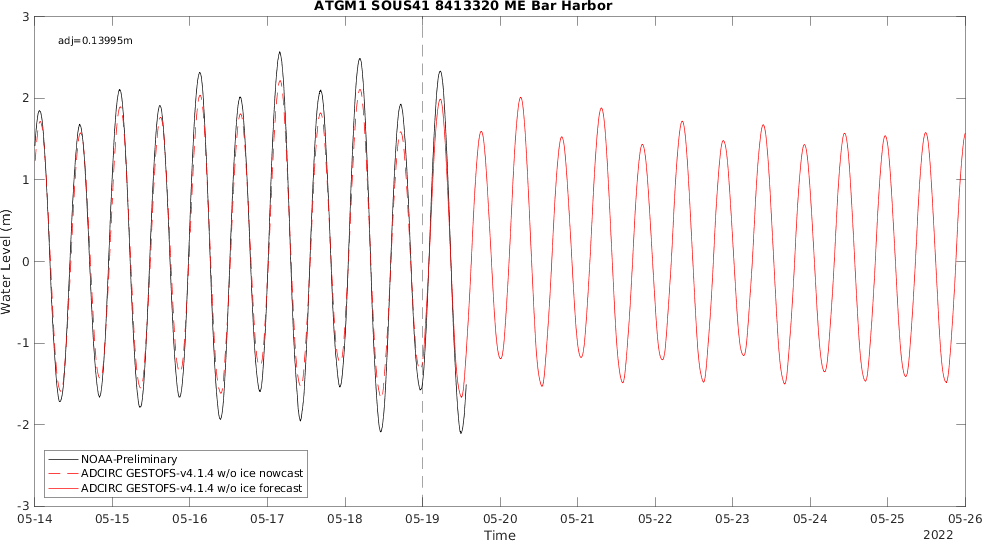 ATGM1 SOUS41 8413320 ME Bar Harbor
adj=0.13995m
3
2
1
0
-1
-2
-3
Water Level (m)
NOAA-Preliminary
ADCIRC GESTOFS-v4.1.4 w/o ice nowcast
ADCIRC GESTOFS-v4.1.4 w/o ice forecast
05-14 05-15 05-16 05-17 05-18 05-19 05-20 05-21 05-22 05-23 05-24 05-25 05-26
Time
2022